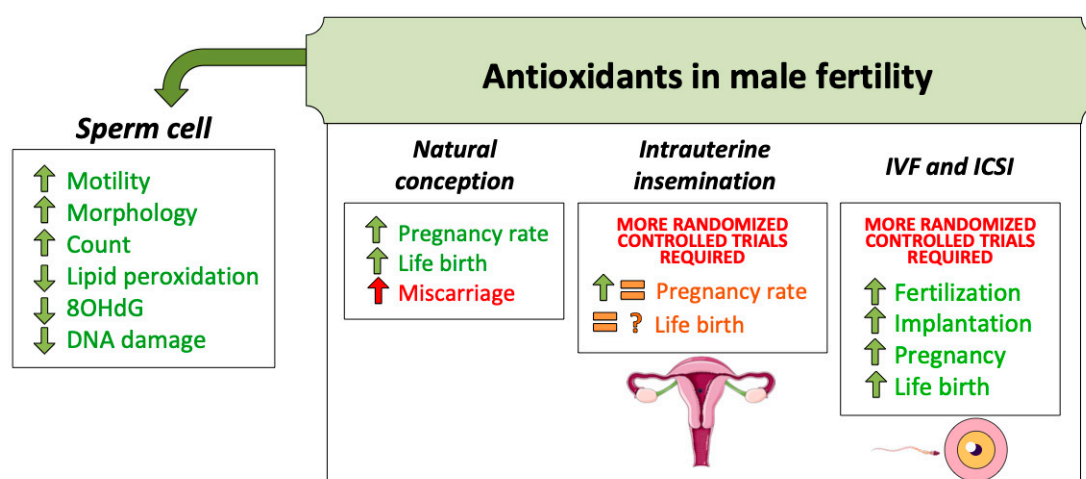 Antioxidants in male fertility
Sperm cell
Motility
Morphology
Count
Lipid peroxidation
8OHdG
DNA damage
Natural
conception
Pregnancy rate
Life birth
Miscarriage
Intrauterine
insemination
MORE RANDOMIZED
CONTROLLED TRIALS
REQUIRED
Pregnancy rate
? Life birth
IVF and ICSI
MORE RANDOMIZED
CONTROLLED TRIALS
REQUIRED
Fertilization
Implantation
Pregnancy
Life birth